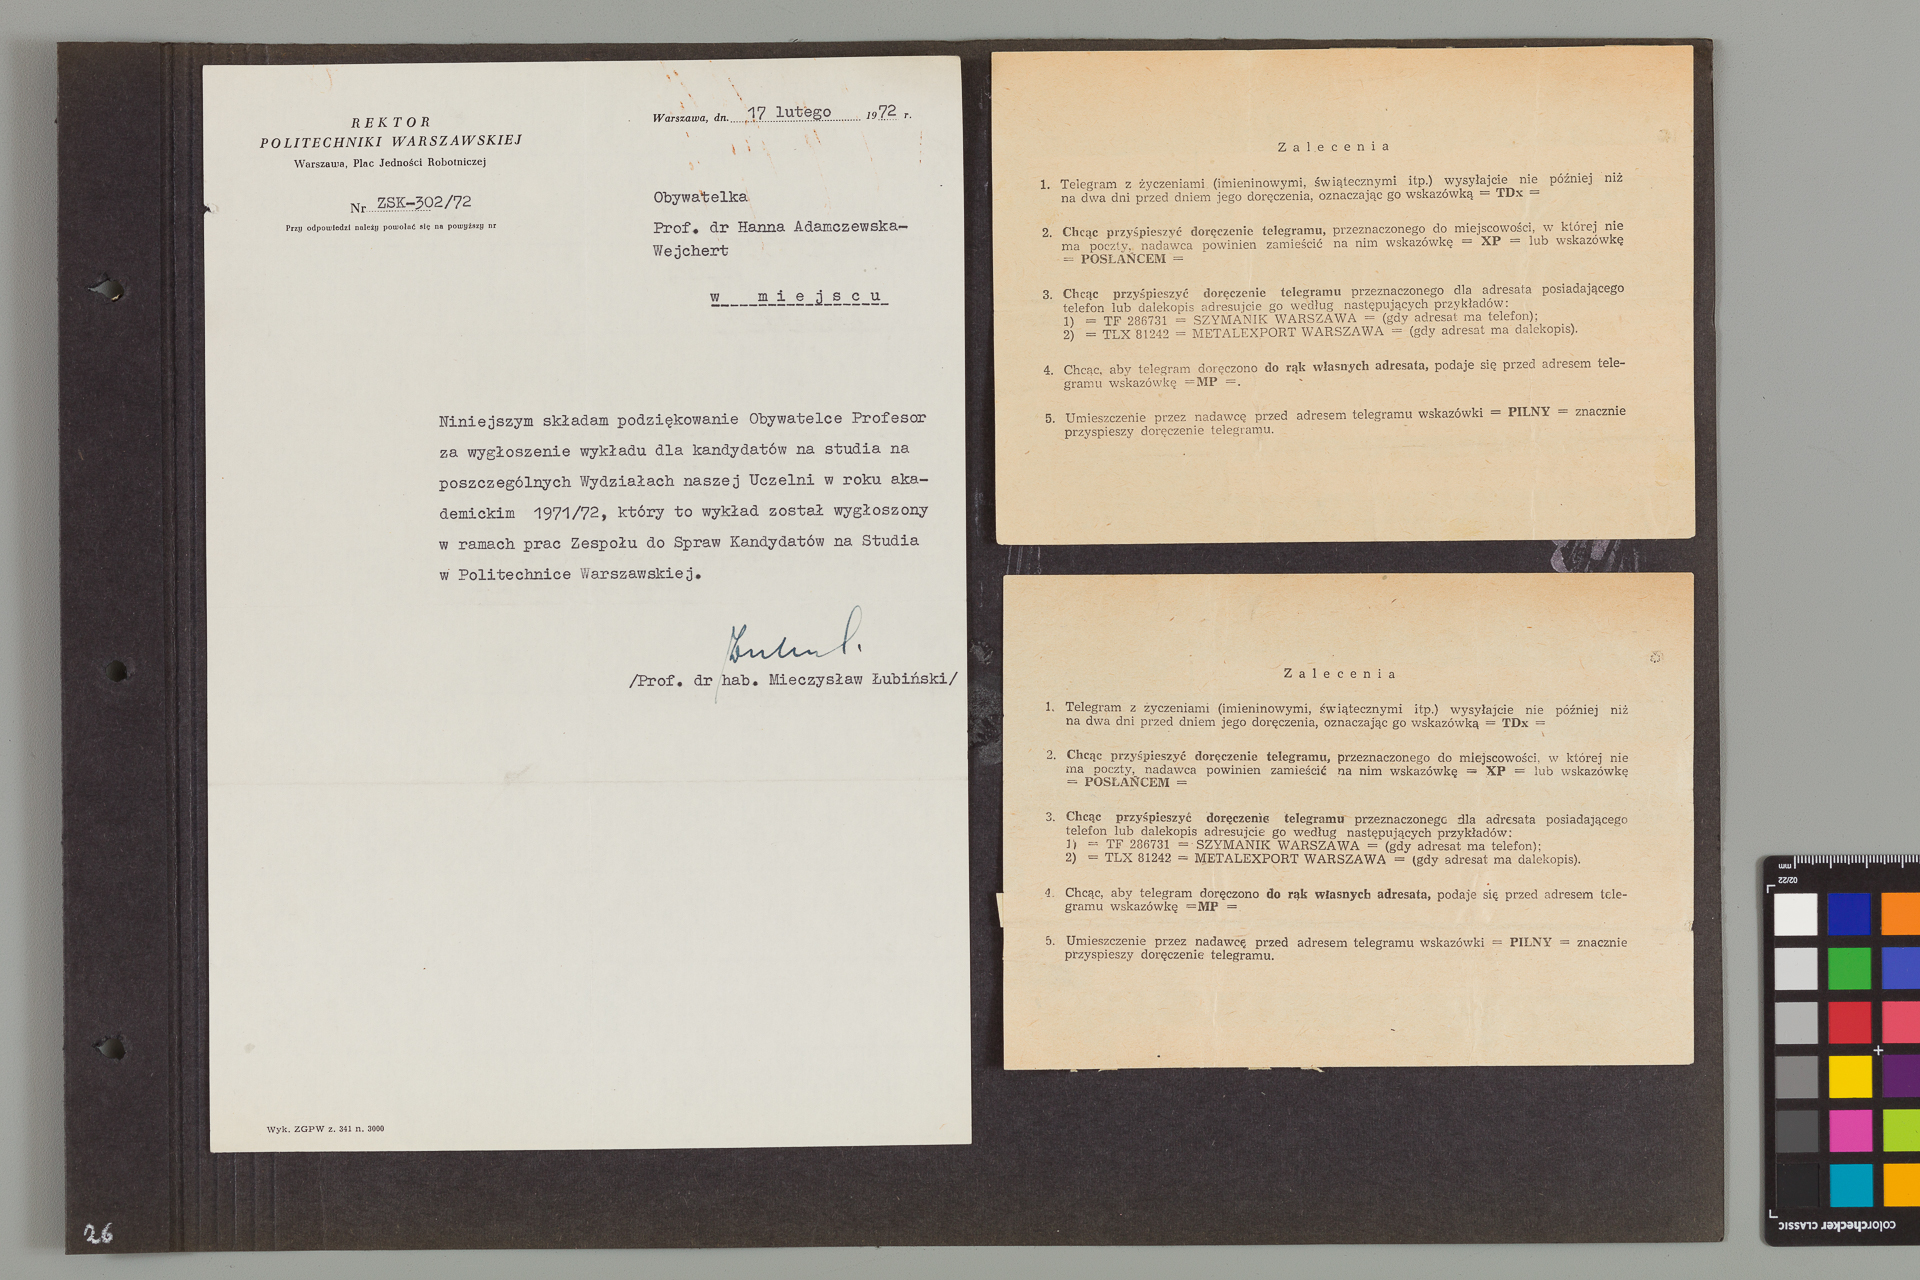 REKTOR
POLITECHNIKI WARSZAWSKIEJ
Warszawa, Plac Jedności Robotniczej
Nr ZSK-302/72
Przy odpowiedzi należy powołać się na powyższy nr
Warszawa, dn. 17 lutego 1972 r.
Obywatelka
Prof. dr Hanna Adamczewska-
Wejchert
w miejscu
Niniejszym składam podziękowanie Obywatelce Profesor
za wygłoszenie wykładu dla kandydatów na studia na
poszczególnych Wydziałach naszej Uczelni w roku aka-
demickim 1971/72, który to wykład został wygłoszony
w ramach prac Zespołu do Spraw Kandydatów na Studia
w Politechnice Warszawskiej.
/Prof. dr hab. Mieczysław Łubiński/
Wyk. ZGPW z. 341 n. 3000
26
Zalecenia
1. Telegram z życzeniami (imieninowymi, świątecznymi itp.) wysyłajcie nie później niż
na dwa dni przed dniem jego doręczenia, oznaczając go wskazówką = TDx =
2. Chcąc przyśpieszyć doręczenie telegramu, przeznaczonego do miejscowości, w której nie
ma poczty, nadawca powinien zamieścić na nim wskazówkę = XP = lub wskazówkę
= POSŁAŃCEM =
3. Chcąc przyśpieszyć doręczenie telegramu przeznaczonego dla adresata posiadającego
telefon lub dalekopis adresujcie go według następujących przykładów:
1) = TF 286731 = SZYMANIK WARSZAWA = (gdy adresat ma telefon);
2) = TLX 81242 = METALEXPORT WARSZAWA = (gdy adresat ma dalekopis).
4. Chcąc, aby telegram doręczono do rąk własnych adresata, podaje się przed adresem tele-
gramu wskazówkę =MP =.
5. Umieszczenie przez nadawcę przed adresem telegramu wskazówki = PILNY = znacznie
przyspieszy doręczenie telegramu.
Zalecenia
1. Telegram z życzeniami (imieninowymi, świątecznymi itp.) wysyłajcie nie później niż
na dwa dni przed dniem jego doręczenia, oznaczając go wskazówką = TDx =
2. Chcąc przyśpieszyć doręczenie telegramu, przeznaczonego do miejscowości, w której nie
ma poczty, nadawca powinien zamieścić na nim wskazówkę = XP = lub wskazówkę
= POSŁAŃCEM =
3. Chcąc przyśpieszyć doręczenie telegramu przeznaczonego dla adresata posiadającego
telefon lub dalekopis adresujcie go według następujących przykładów:
1) = TF 286731 = SZYMANIK WARSZAWA = (gdy adresat ma telefon);
2) = TLX 81242 = METALEXPORT WARSZAWA = (gdy adresat ma dalekopis).
4. Chcąc, aby telegram doręczono do rąk własnych adresata, podaje się przed adresem tele-
gramu wskazówkę =MP =
5. Umieszczenie przez nadawcę przed adresem telegramu wskazówki = PILNY = znacznie
przyspieszy doręczenie telegramu.
mm
02/22
colorchecker CLASSIC